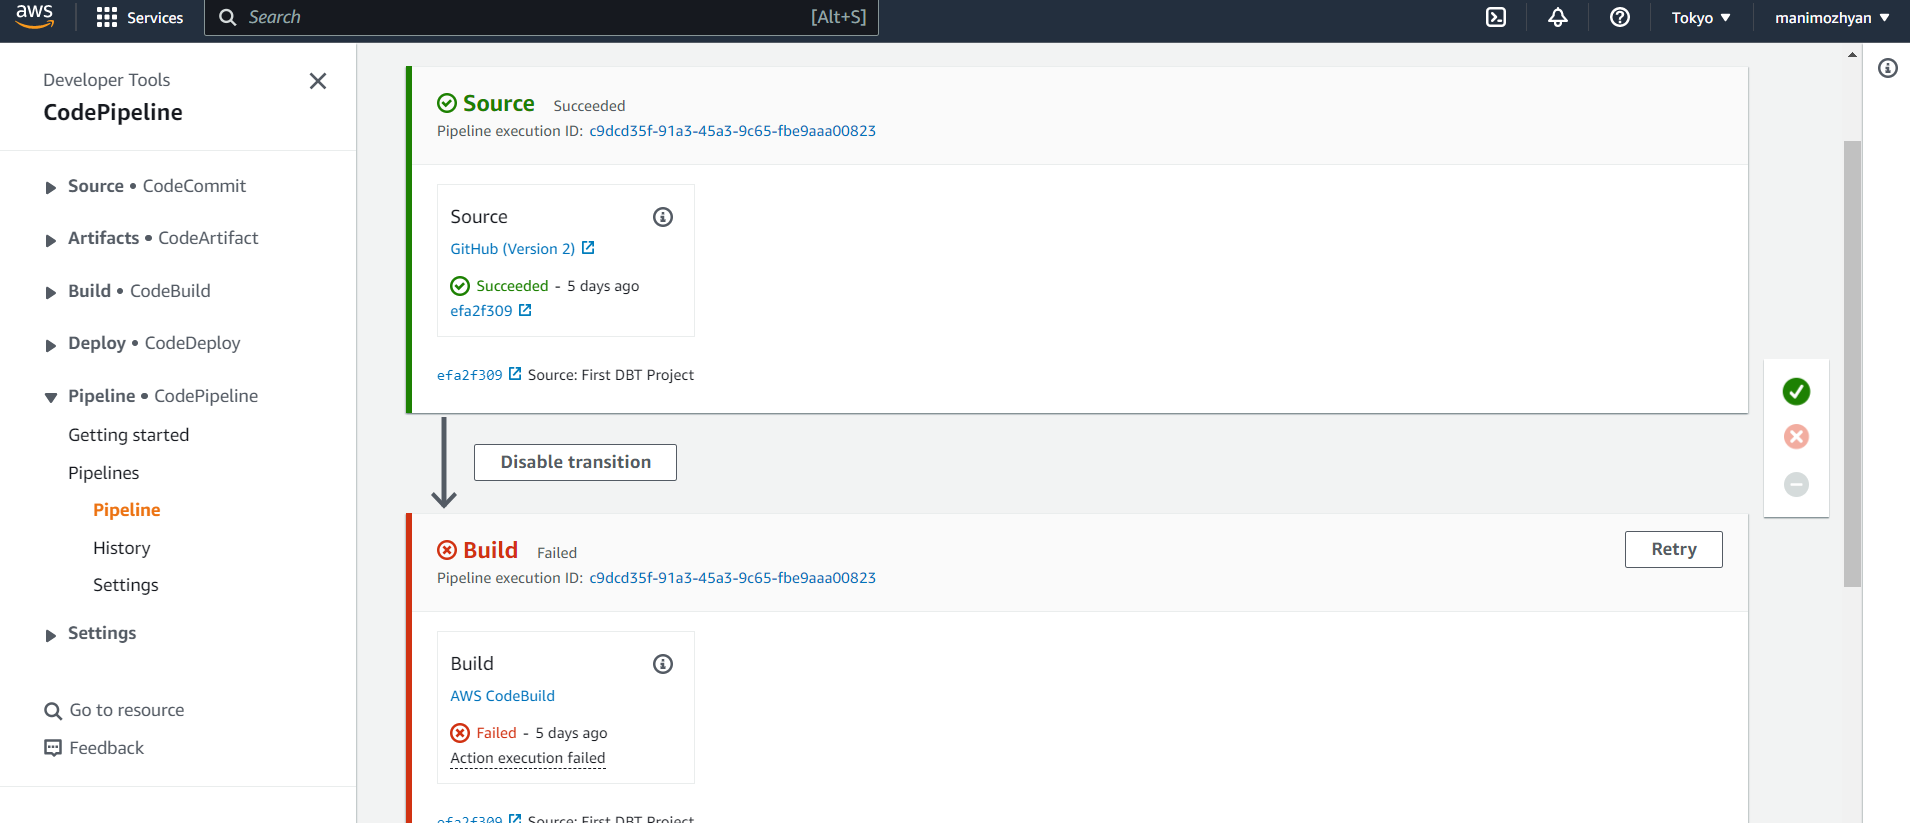 aws
Services
Search
[Alt+S]
Tokyo ▼
manimozhyan ▼
Developer Tools
CodePipeline
Source • CodeCommit
Artifacts • CodeArtifact
Build • CodeBuild
Deploy • CodeDeploy
Pipeline • CodePipeline
Getting started
Pipelines
Pipeline
History
Settings
Settings
Go to resource
Feedback
Source Succeeded
Pipeline execution ID: c9dcd35f-91a3-45a3-9c65-fbe9aaa00823
Source
GitHub (Version 2)
Succeeded - 5 days ago
efa2f309
efa2f309 Source: First DBT Project
Disable transition
Build Failed
Retry
Pipeline execution ID: c9dcd35f-91a3-45a3-9c65-fbe9aaa00823
Build
AWS CodeBuild
Failed - 5 days ago
Action execution failed
efa2f309 Source: First DBT Project